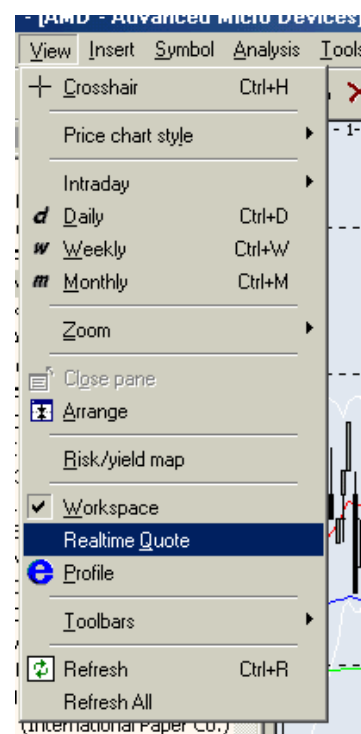 - [AMD - Advanced Micro Devices]
View Insert Symbol Analysis Tools
Crosshair Ctrl+H
Price chart style
Intraday
d Daily Ctrl+D
w Weekly Ctrl+W
m Monthly Ctrl+M
Zoom
Close pane
Arrange
Risk/yield map
Workspace
Realtime Quote
Profile
Toolbars
Refresh Ctrl+R
Refresh All
(International Paper Co.)